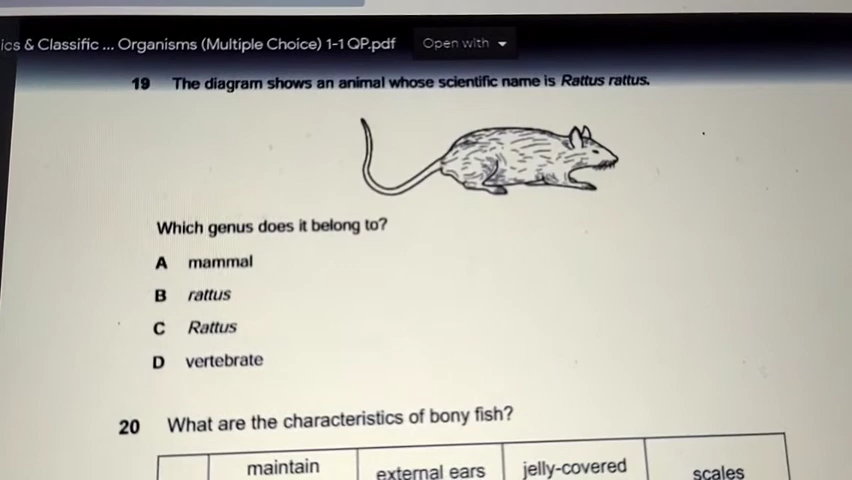 ics & Classific ... Organisms (Multiple Choice) 1-1 QP.pdf Open with
19 The diagram shows an animal whose scientific name is Rattus rattus.
Which genus does it belong to?
A mammal
B rattus
C Rattus
D vertebrate
20 What are the characteristics of bony fish?
maintain external ears jelly-covered scales